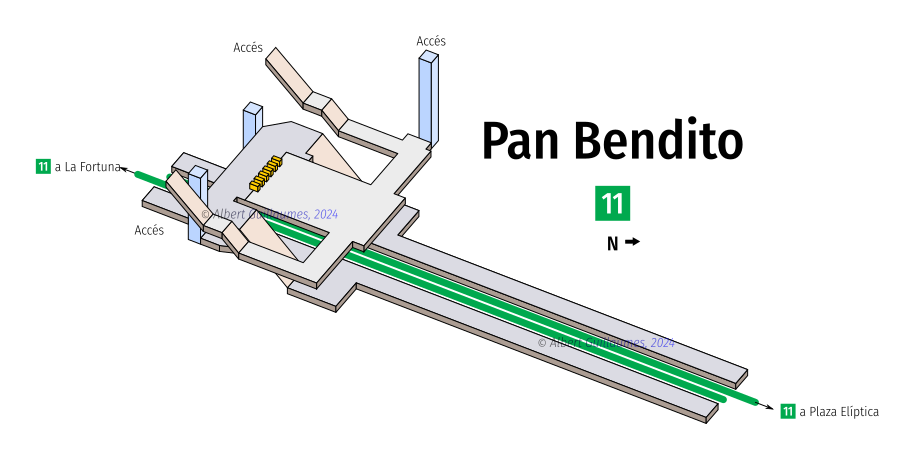 Accés
Accés
Pan Bendito
11 a La Fortuna
11
© Albert Guillaumes, 2024
Accés
N
© Albert Guillaumes, 2024
11 a Plaza Elíptica